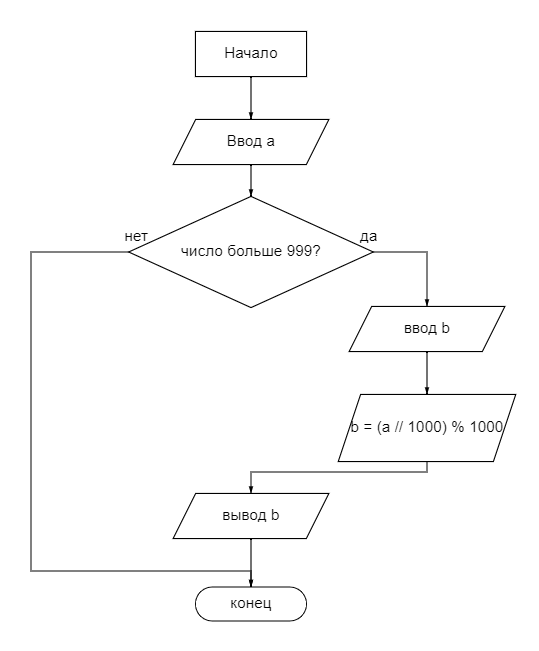 Начало
Ввод a
нет
да
число больше 999?
ввод b
b = (a // 1000) % 1000
вывод b
конец